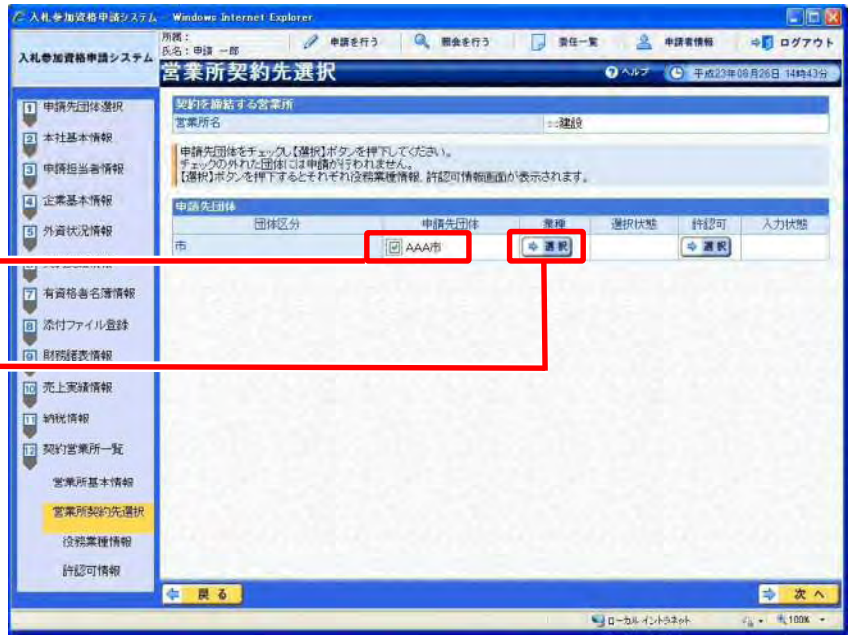 入札参加資格申請システム - Windows Internet Explorer
入札参加資格申請システム
所属：
氏名：申請 一郎
申請を行う
照会を行う
委任一覧
申請者情報
ログアウト
営業所契約先選択
ヘルプ
平成23年08月26日 14時43分
1 申請先団体選択
2 本社基本情報
3 申請担当者情報
4 企業基本情報
5 外資状況情報
7 有資格者名簿情報
8 添付ファイル登録
9 財務諸表情報
10 売上実績情報
11 納税情報
12 契約営業所一覧
営業所基本情報
営業所契約先選択
役務業種情報
許認可情報
契約を締結する営業所
営業所名 ○○建設
申請先団体をチェックし【選択】ボタンを押下してください。
チェックの外れた団体には申請が行われません。
【選択】ボタンを押下するとそれぞれ役務業種情報、許認可情報画面が表示されます。
申請先団体
団体区分 申請先団体 業種 選択状態 許認可 入力状態
市 AAA市 選択 選択
戻る
次へ
ローカル イントラネット
100%